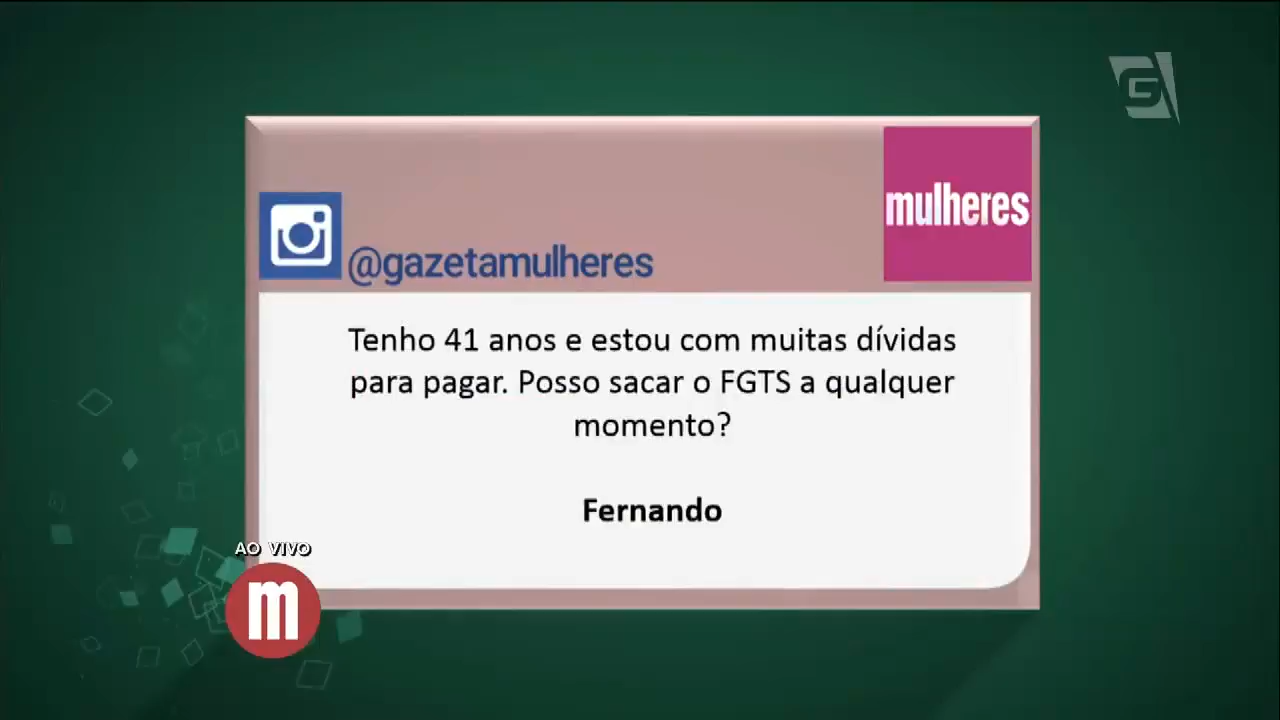 G
mulheres
@gazetamulheres
Tenho 41 anos e estou com muitas dívidas
para pagar. Posso sacar o FGTS a qualquer
momento?
Fernando
AO VIVO
m